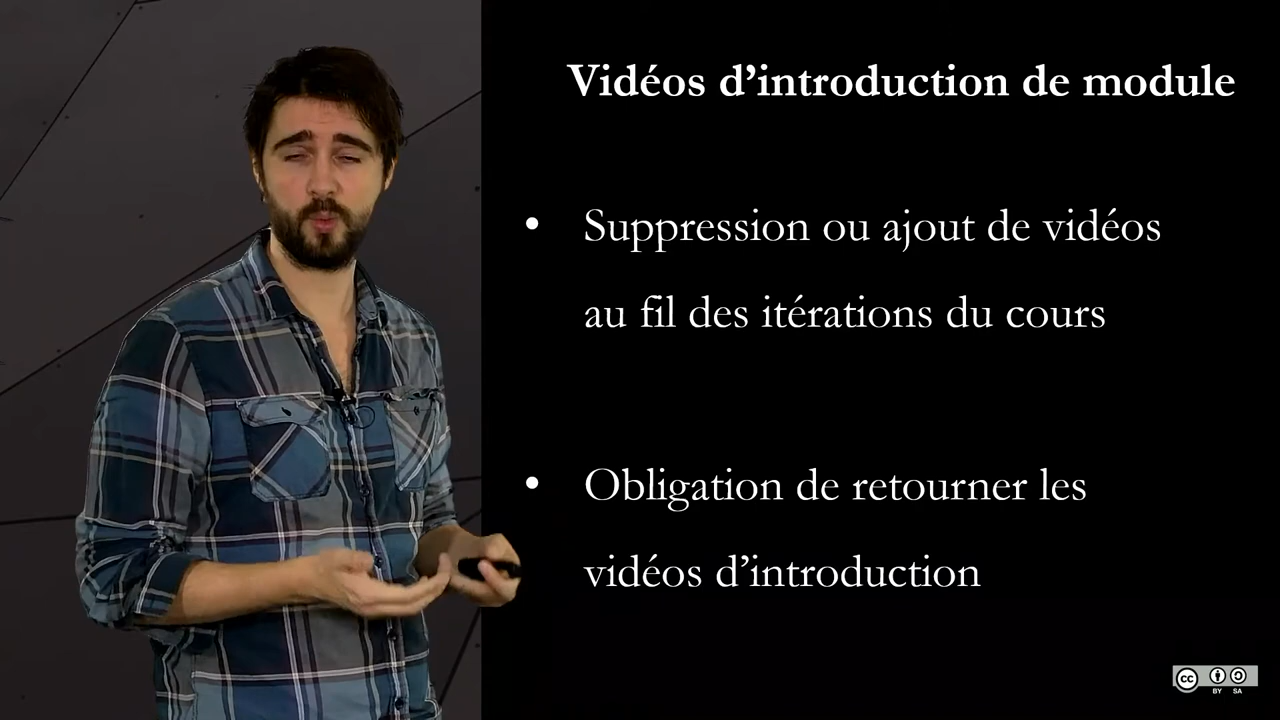 Vidéos d’introduction de module
• Suppression ou ajout de vidéos
au fil des itérations du cours
• Obligation de retourner les
vidéos d’introduction
cc
BY SA